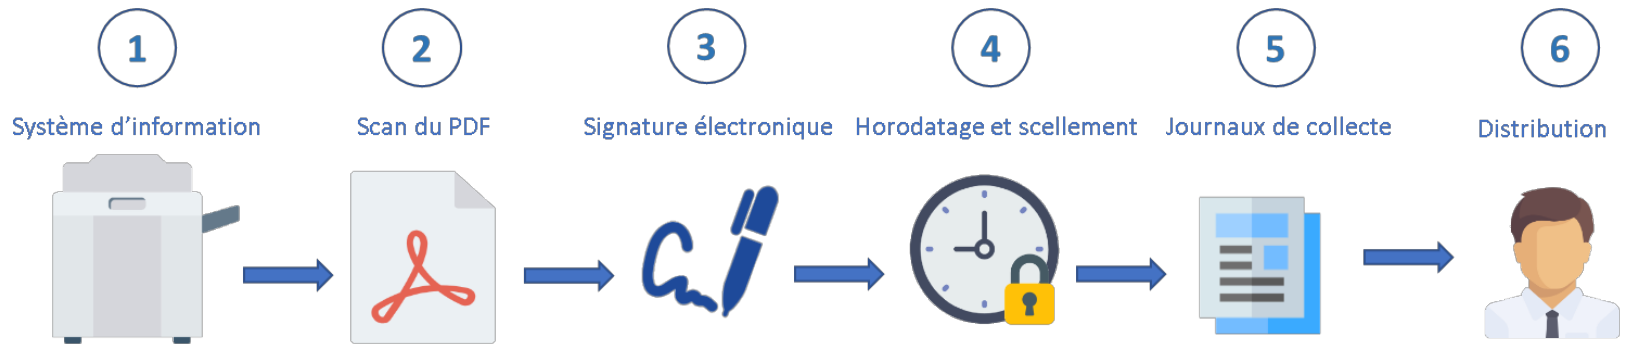 1
2
3
4
5
6
Système d’information
Scan du PDF
Signature électronique
Horodatage et scellement
Journaux de collecte
Distribution